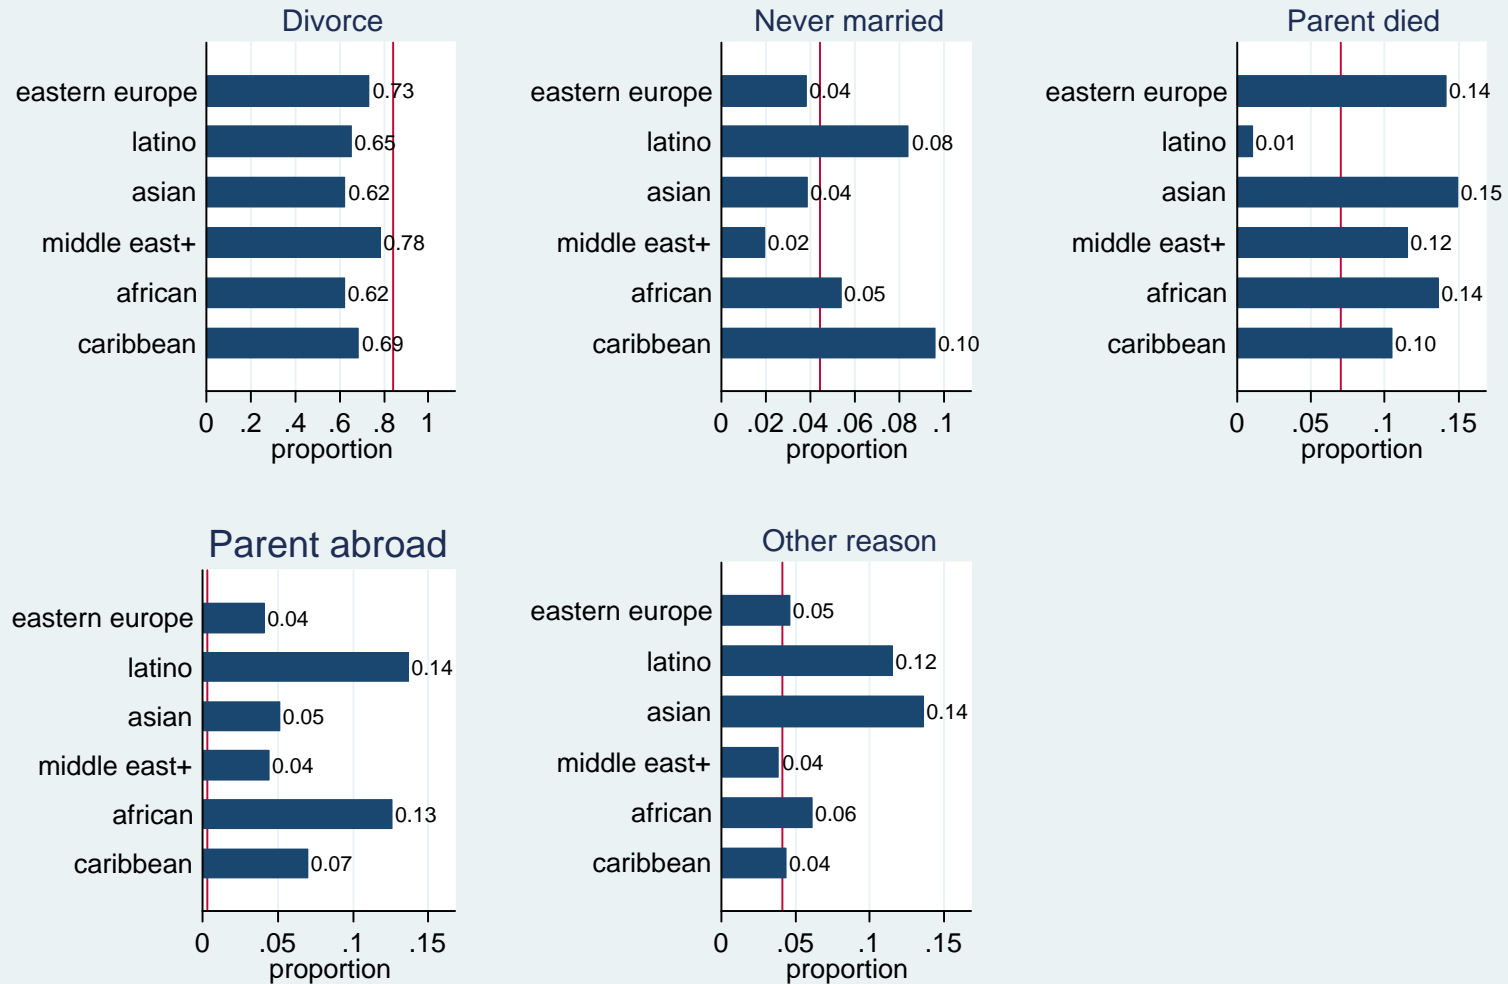 Divorce
eastern europe 0.73
latino 0.65
asian 0.62
middle east+ 0.78
african 0.62
caribbean 0.69
0 .2 .4 .6 .8 1
proportion
Never married
eastern europe 0.04
latino 0.08
asian 0.04
middle east+ 0.02
african 0.05
caribbean 0.10
0 .02 .04 .06 .08 .1
proportion
Parent died
eastern europe 0.14
latino 0.01
asian 0.15
middle east+ 0.12
african 0.14
caribbean 0.10
0 .05 .1 .15
proportion
Parent abroad
eastern europe 0.04
latino 0.14
asian 0.05
middle east+ 0.04
african 0.13
caribbean 0.07
0 .05 .1 .15
proportion
Other reason
eastern europe 0.05
latino 0.12
asian 0.14
middle east+ 0.04
african 0.06
caribbean 0.04
0 .05 .1 .15
proportion